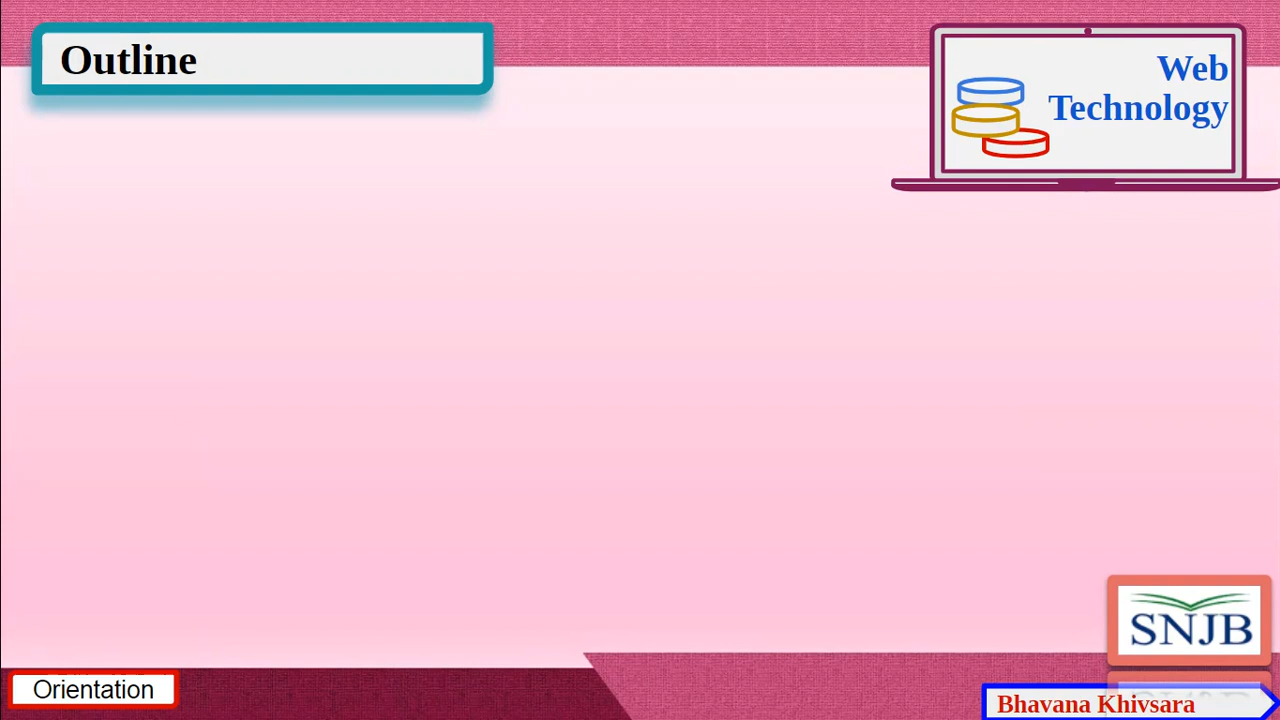 Outline
Web
Technology
SNJB
Orientation
Bhavana Khivsara